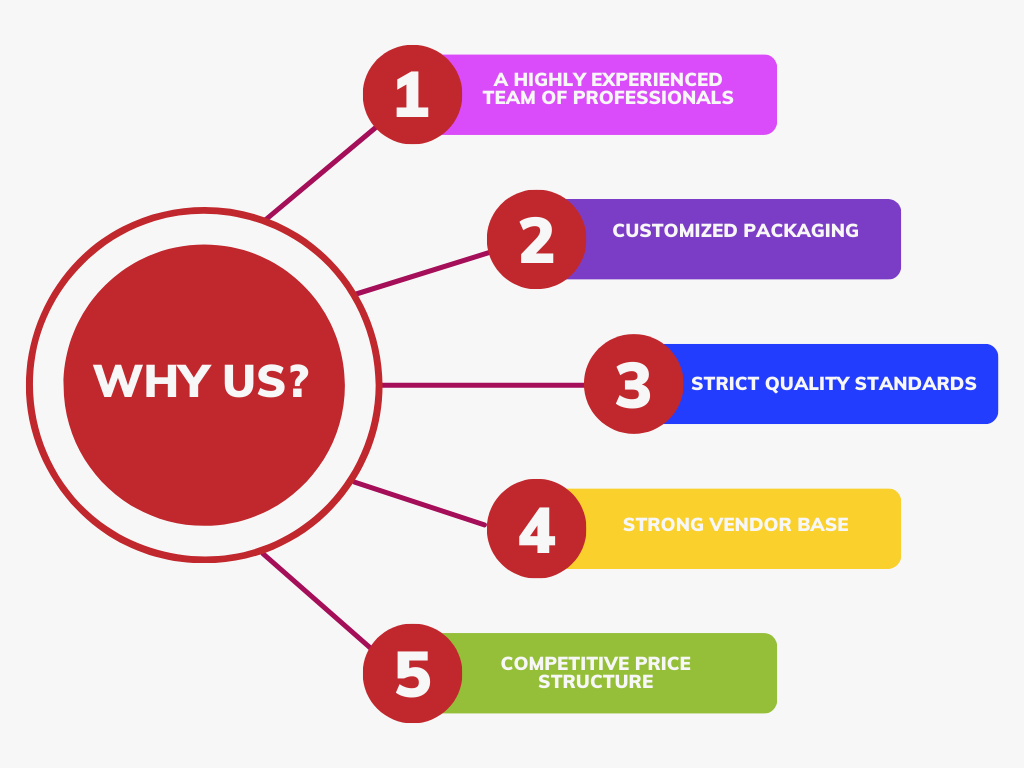 1
A HIGHLY EXPERIENCED
TEAM OF PROFESSIONALS
2
CUSTOMIZED PACKAGING
WHY US?
3
STRICT QUALITY STANDARDS
4
STRONG VENDOR BASE
5
COMPETITIVE PRICE
STRUCTURE